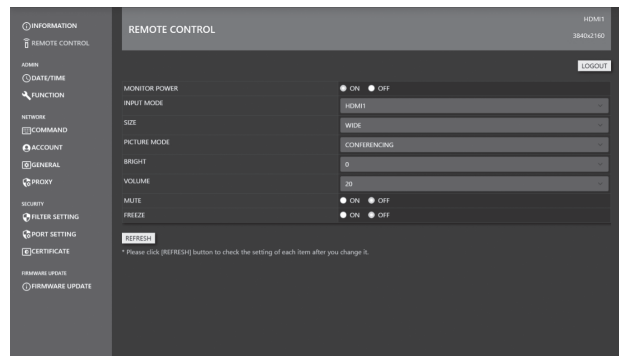 INFORMATION
REMOTE CONTROL
ADMIN
DATE/TIME
FUNCTION
NETWORK
COMMAND
ACCOUNT
GENERAL
PROXY
SECURITY
FILTER SETTING
PORT SETTING
CERTIFICATE
FIRMWARE UPDATE
FIRMWARE UPDATE
REMOTE CONTROL
HDMI1
3840x2160
LOGOUT
MONITOR POWER ON OFF
INPUT MODE HDMI1
SIZE WIDE
PICTURE MODE CONFERENCING
BRIGHT 0
VOLUME 20
MUTE ON OFF
FREEZE ON OFF
REFRESH
* Please click [REFRESH] button to check the setting of each item after you change it.